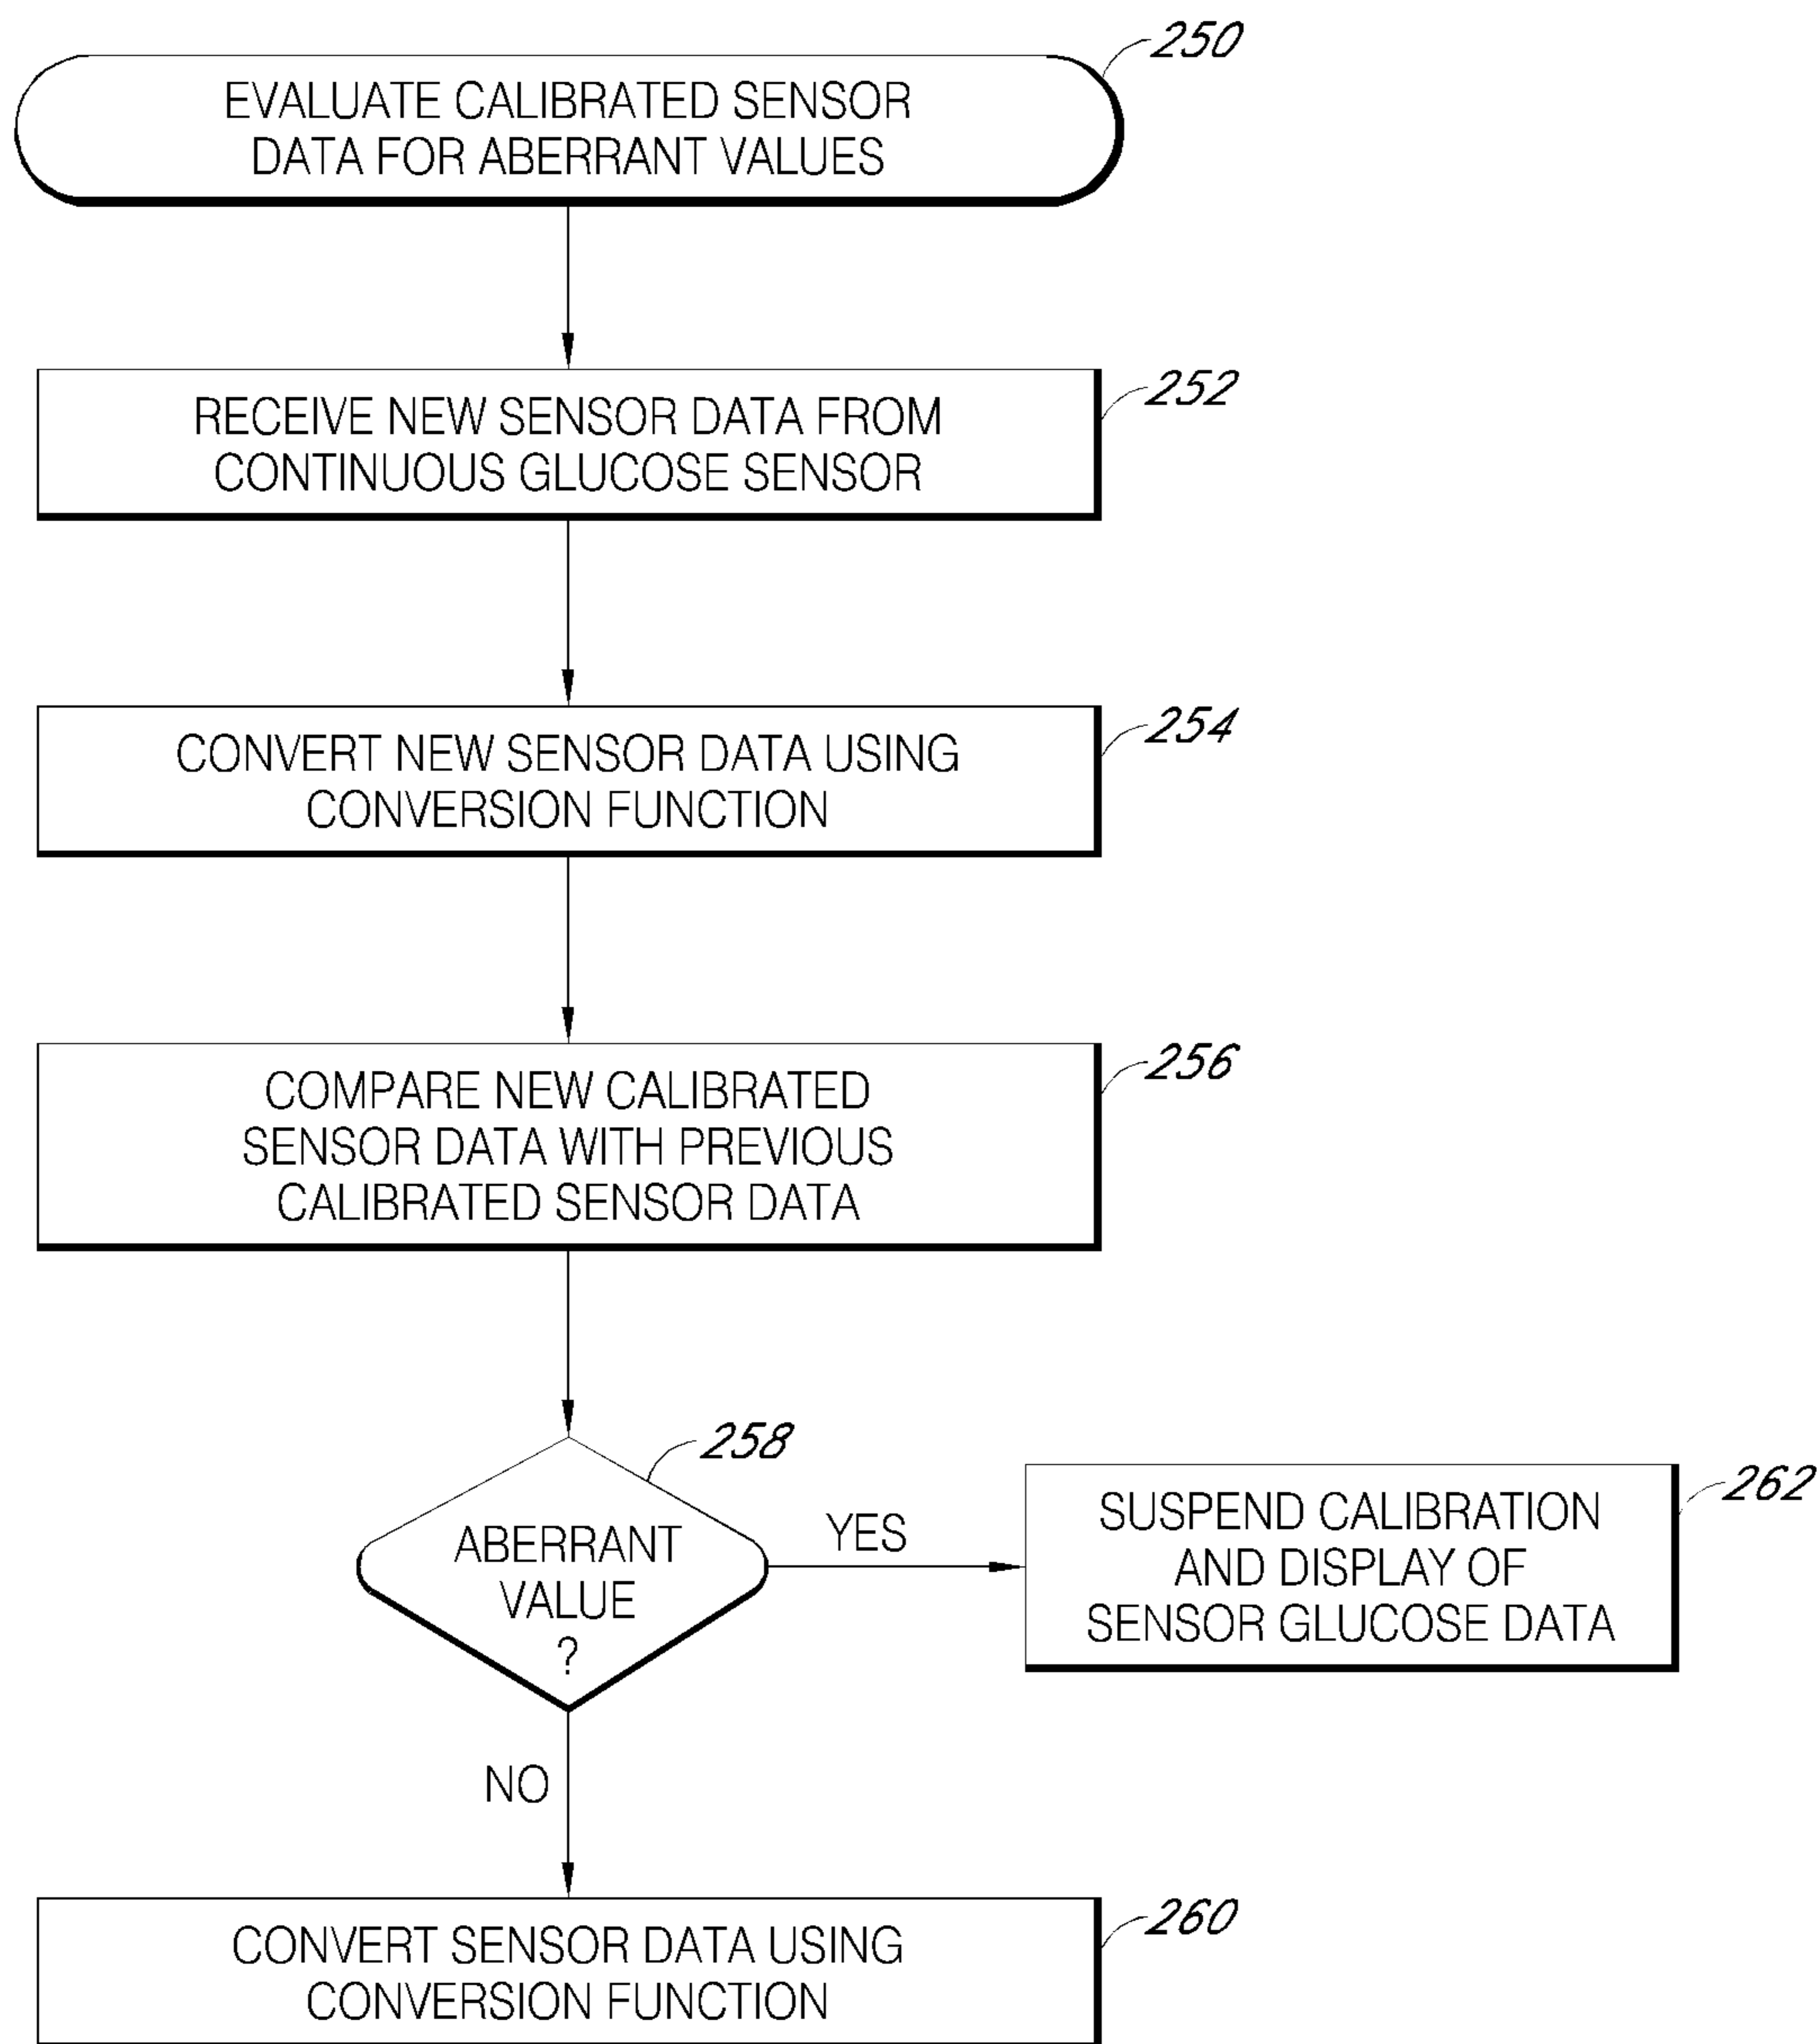 250
EVALUATE CALIBRATED SENSOR
DATA FOR ABERRANT VALUES
252
RECEIVE NEW SENSOR DATA FROM
CONTINUOUS GLUCOSE SENSOR
254
CONVERT NEW SENSOR DATA USING
CONVERSION FUNCTION
256
COMPARE NEW CALIBRATED
SENSOR DATA WITH PREVIOUS
CALIBRATED SENSOR DATA
258
ABERRANT
VALUE
?
YES
262
SUSPEND CALIBRATION
AND DISPLAY OF
SENSOR GLUCOSE DATA
NO
260
CONVERT SENSOR DATA USING
CONVERSION FUNCTION